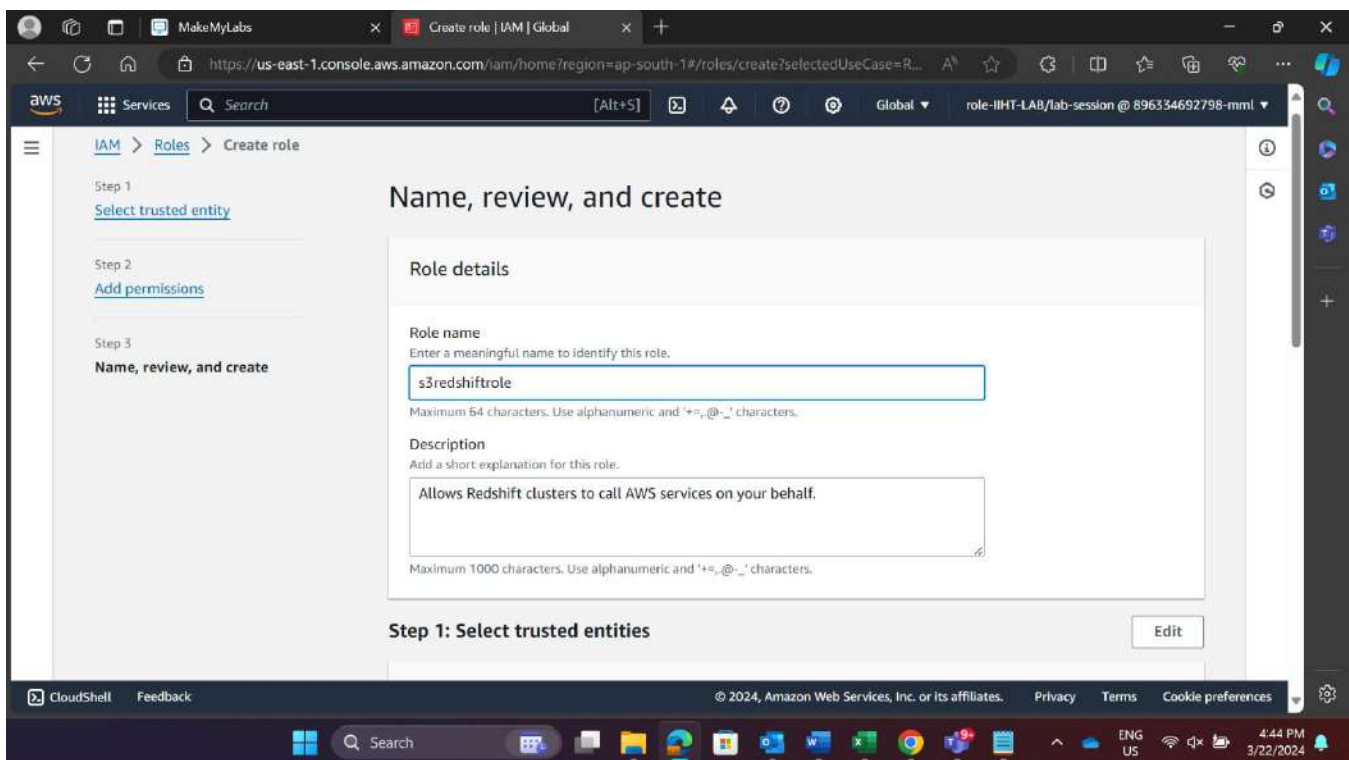 MakeMyLabs
Create role | IAM | Global
https://us-east-1.console.aws.amazon.com/iam/home?region=ap-south-1#/roles/create?selectedUseCase=R...
aws
Services
Search
[Alt+S]
Global
role-IIHT-LAB/lab-session @ 896334692798-mml
IAM > Roles > Create role
Step 1
Select trusted entity
Step 2
Add permissions
Step 3
Name, review, and create
Name, review, and create
Role details
Role name
Enter a meaningful name to identify this role.
s3redshiftrole
Maximum 64 characters. Use alphanumeric and '+=,.@-_' characters.
Description
Add a short explanation for this role.
Allows Redshift clusters to call AWS services on your behalf.
Maximum 1000 characters. Use alphanumeric and '+=,.@-_' characters.
Step 1: Select trusted entities
Edit
CloudShell
Feedback
© 2024, Amazon Web Services, Inc. or its affiliates.
Privacy
Terms
Cookie preferences
Search
9+
ENG
US
4:44 PM
3/22/2024